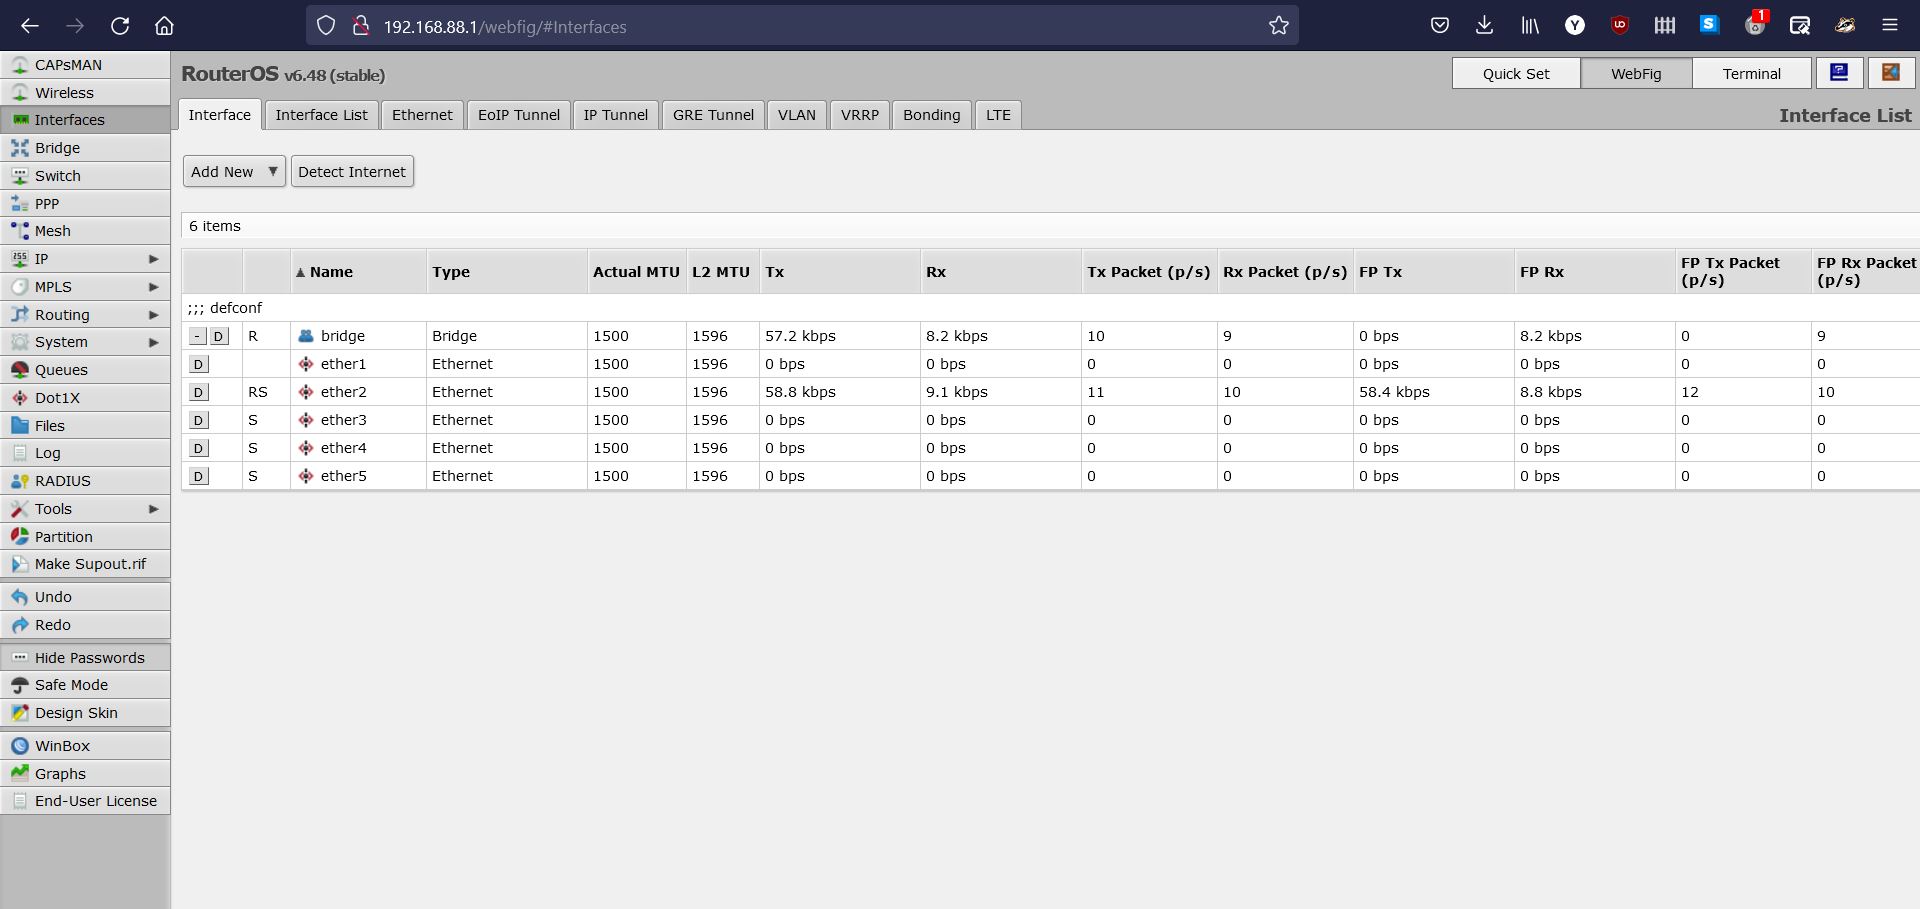 192.168.88.1/webfig/#Interfaces
1
RouterOS v6.48 (stable)
Quick Set WebFig Terminal
Interface Interface List Ethernet EoIP Tunnel IP Tunnel GRE Tunnel VLAN VRRP Bonding LTE
Interface List
CAPsMAN
Wireless
Interfaces
Bridge
Switch
PPP
Mesh
IP
MPLS
Routing
System
Queues
Dot1X
Files
Log
RADIUS
Tools
Partition
Make Supout.rif
Undo
Redo
Hide Passwords
Safe Mode
Design Skin
WinBox
Graphs
End-User License
Add New ▼ Detect Internet
6 items
▲ Name Type Actual MTU L2 MTU Tx Rx Tx Packet (p/s) Rx Packet (p/s) FP Tx FP Rx FP Tx Packet (p/s) FP Rx Packet (p/s)
;;; defconf
- D R bridge Bridge 1500 1596 57.2 kbps 8.2 kbps 10 9 0 bps 8.2 kbps 0 9
D ether1 Ethernet 1500 1596 0 bps 0 bps 0 0 0 bps 0 bps 0 0
D RS ether2 Ethernet 1500 1596 58.8 kbps 9.1 kbps 11 10 58.4 kbps 8.8 kbps 12 10
D S ether3 Ethernet 1500 1596 0 bps 0 bps 0 0 0 bps 0 bps 0 0
D S ether4 Ethernet 1500 1596 0 bps 0 bps 0 0 0 bps 0 bps 0 0
D S ether5 Ethernet 1500 1596 0 bps 0 bps 0 0 0 bps 0 bps 0 0